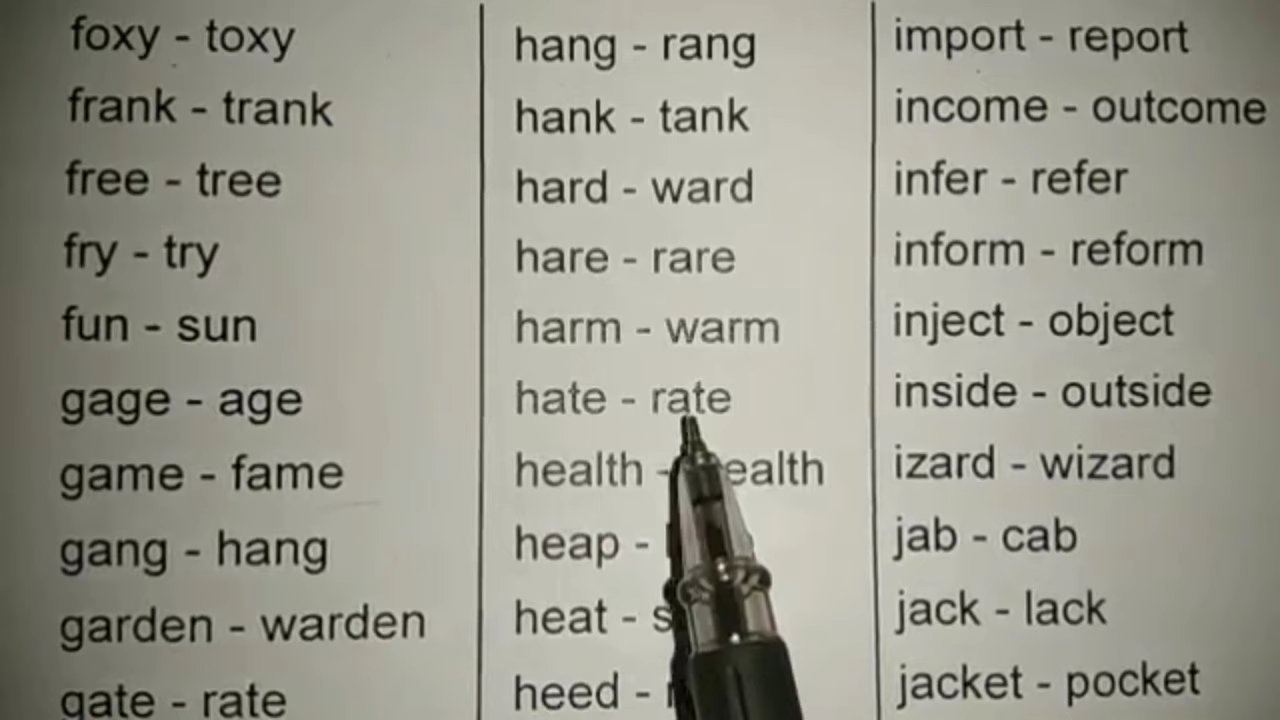 foxy - toxy
frank - trank
free - tree
fry - try
fun - sun
gage - age
game - fame
gang - hang
garden - warden
gate - rate
hang - rang
hank - tank
hard - ward
hare - rare
harm - warm
hate - rate
health - ealth
heap -
heat - s
heed -
import - report
income - outcome
infer - refer
inform - reform
inject - object
inside - outside
izard - wizard
jab - cab
jack - lack
jacket - pocket